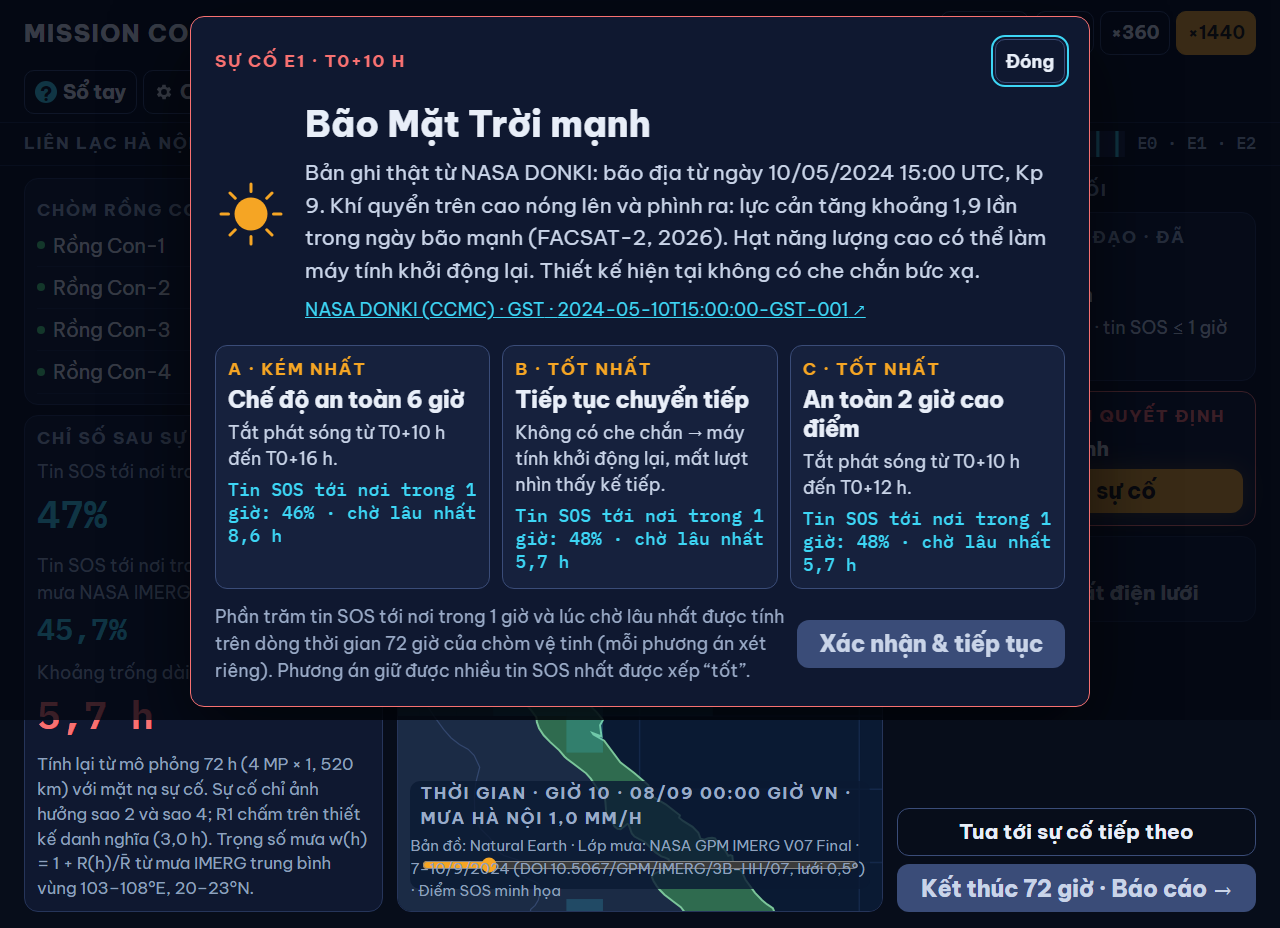 MISSION CO
×360
×1440
? Sổ tay
LIÊN LẠC HÀ NỘ
E0 · E1 · E2
SỰ CỐ E1 · T0+10 H
Đóng
Bão Mặt Trời mạnh
Bản ghi thật từ NASA DONKI: bão địa từ ngày 10/05/2024 15:00 UTC, Kp
9. Khí quyển trên cao nóng lên và phình ra: lực cản tăng khoảng 1,9 lần
trong ngày bão mạnh (FACSAT-2, 2026). Hạt năng lượng cao có thể làm
máy tính khởi động lại. Thiết kế hiện tại không có che chắn bức xạ.
NASA DONKI (CCMC) · GST · 2024-05-10T15:00:00-GST-001 ↗
A · KÉM NHẤT
Chế độ an toàn 6 giờ
Tắt phát sóng từ T0+10 h
đến T0+16 h.
Tin SOS tới nơi trong 1
giờ: 46% · chờ lâu nhất
8,6 h
B · TỐT NHẤT
Tiếp tục chuyển tiếp
Không có che chắn → máy
tính khởi động lại, mất lượt
nhìn thấy kế tiếp.
Tin SOS tới nơi trong 1
giờ: 48% · chờ lâu nhất
5,7 h
C · TỐT NHẤT
An toàn 2 giờ cao
điểm
Tắt phát sóng từ T0+10 h
đến T0+12 h.
Tin SOS tới nơi trong 1
giờ: 48% · chờ lâu nhất
5,7 h
Phần trăm tin SOS tới nơi trong 1 giờ và lúc chờ lâu nhất được tính
trên dòng thời gian 72 giờ của chòm vệ tinh (mỗi phương án xét
riêng). Phương án giữ được nhiều tin SOS nhất được xếp “tốt”.
Xác nhận & tiếp tục
CHÒM RỒNG CO
Rồng Con-1
Rồng Con-2
Rồng Con-3
Rồng Con-4
CHỈ SỐ SAU SỰ
Tin SOS tới nơi tro
47%
Tin SOS tới nơi tro
mưa NASA IMERG
45,7%
Khoảng trống dài
5,7 h
Tính lại từ mô phỏng 72 h (4 MP × 1, 520
km) với mặt nạ sự cố. Sự cố chỉ ảnh
hưởng sao 2 và sao 4; R1 chấm trên thiết
kế danh nghĩa (3,0 h). Trọng số mưa w(h)
= 1 + R(h)/R̄ từ mưa IMERG trung bình
vùng 103–108°E, 20–23°N.
THỜI GIAN · GIỜ 10 · 08/09 00:00 GIỜ VN ·
MƯA HÀ NỘI 1,0 MM/H
Bản đồ: Natural Earth · Lớp mưa: NASA GPM IMERG V07 Final ·
7–10/9/2024 (DOI 10.5067/GPM/IMERG/3B-HH/07, lưới 0,5°)
· Điểm SOS minh họa
ĐẠO · ĐÃ
· tin SOS ≤ 1 giờ
QUYẾT ĐỊNH
sự cố
ất điện lưới
Tua tới sự cố tiếp theo
Kết thúc 72 giờ · Báo cáo →